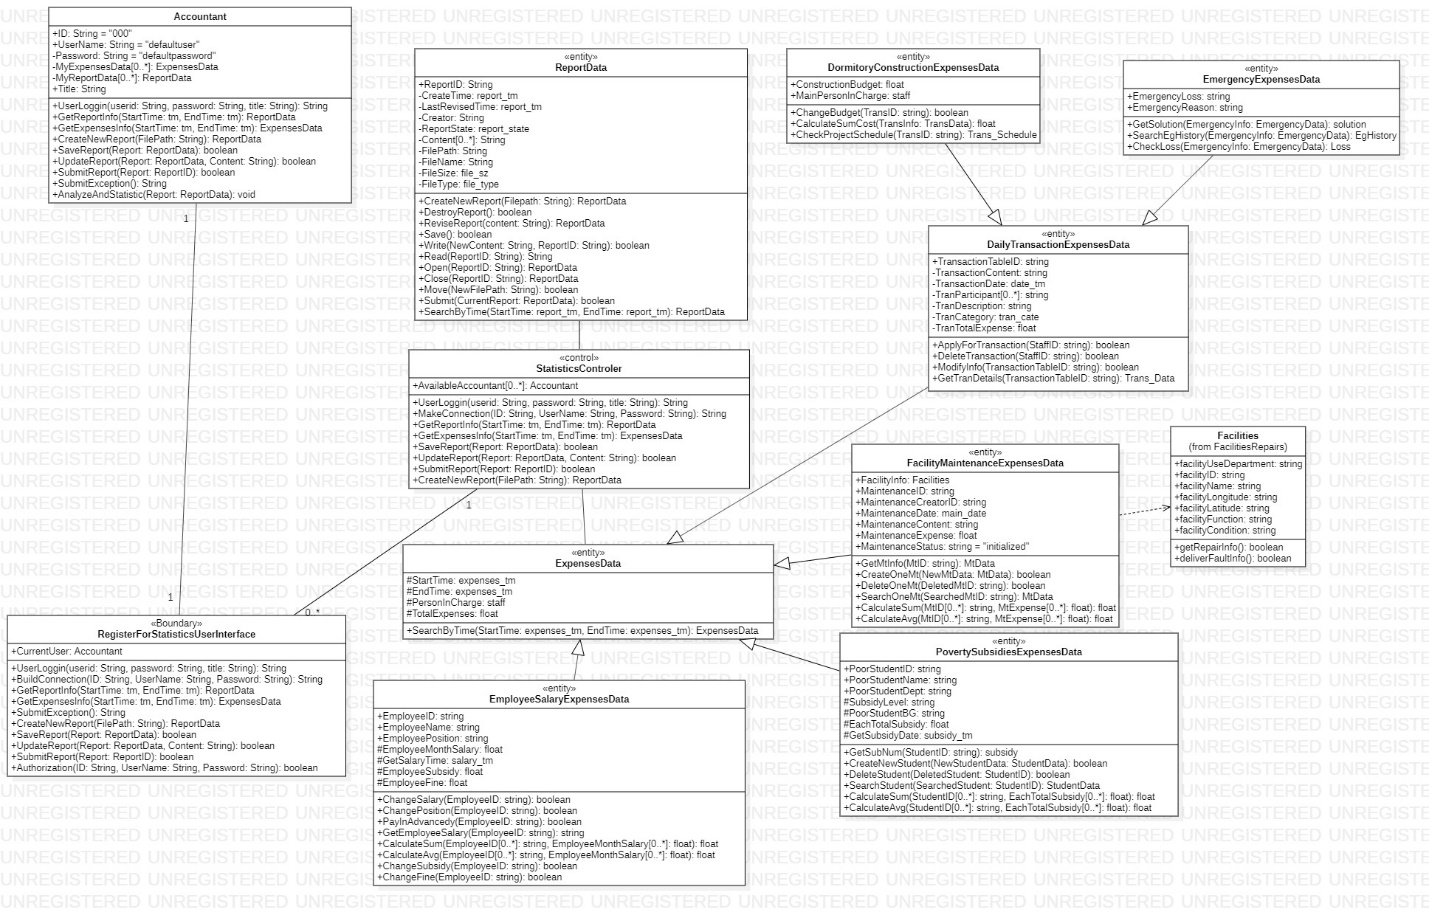 Accountant
+ID: String = "000"
+UserName: String = "defaultuser"
-Password: String = "defaultpassword"
-MyExpensesData[0..*]: ExpensesData
-MyReportData[0..*]: ReportData
+Title: String
+UserLoggin(userid: String, password: String, title: String): String
+GetReportInfo(StartTime: tm, EndTime: tm): ReportData
+GetExpensesInfo(StartTime: tm, EndTime: tm): ExpensesData
+CreateNewReport(FilePath: String): ReportData
+SaveReport(Report: ReportData): boolean
+UpdateReport(Report: ReportData, Content: String): boolean
+SubmitReport(Report: ReportID): boolean
+SubmitException(): String
+AnalyzeAndStatistic(Report: ReportData): void
1
1
«entity»
ReportData
+ReportID: String
-CreateTime: report_tm
-LastRevisedTime: report_tm
-Creator: String
-ReportState: report_state
-Content[0..*]: String
-FilePath: String
-FileName: String
-FileSize: file_sz
-FileType: file_type
+CreateNewReport(Filepath: String): ReportData
+DestroyReport(): boolean
+ReviseReport(content: String): ReportData
+Save(): boolean
+Write(NewContent: String, ReportID: String): boolean
+Read(ReportID: String): String
+Open(ReportID: String): ReportData
+Close(ReportID: String): ReportData
+Move(NewFilePath: String): boolean
+Submit(CurrentReport: ReportData): boolean
+SearchByTime(StartTime: report_tm, EndTime: report_tm): ReportData
«entity»
DormitoryConstructionExpensesData
+ConstructionBudget: float
+MainPersonInCharge: staff
+ChangeBudget(TransID: string): boolean
+CalculateSumCost(TransInfo: TransData): float
+CheckProjectSchedule(TransID: string): Trans_Schedule
«entity»
EmergencyExpensesData
+EmergencyLoss: string
+EmergencyReason: string
+GetSolution(EmergencyInfo: EmergencyData): solution
+SearchEgHistory(EmergencyInfo: EmergencyData): EgHistory
+CheckLoss(EmergencyInfo: EmergencyData): Loss
«entity»
DailyTransactionExpensesData
+TransactionTableID: string
-TransactionContent: string
-TransactionDate: date_tm
-TranParticipant[0..*]: string
-TranDescription: string
-TranCategory: tran_cate
-TranTotalExpense: float
+ApplyForTransaction(StaffID: string): boolean
+DeleteTransaction(StaffID: string): boolean
+ModifyInfo(TransactionTableID: string): boolean
+GetTranDetails(TransactionTableID: string): Trans_Data
«control»
StatisticsControler
+AvailableAccountant[0..*]: Accountant
+UserLoggin(userid: String, password: String, title: String): String
+MakeConnection(ID: String, UserName: String, Password: String): String
+GetReportInfo(StartTime: tm, EndTime: tm): ReportData
+GetExpensesInfo(StartTime: tm, EndTime: tm): ExpensesData
+SaveReport(Report: ReportData): boolean
+UpdateReport(Report: ReportData, Content: String): boolean
+SubmitReport(Report: ReportID): boolean
+CreateNewReport(FilePath: String): ReportData
1
0..*
«entity»
FacilityMaintenanceExpensesData
+FacilityInfo: Facilities
+MaintenanceID: string
+MaintenanceCreatorID: string
+MaintenanceDate: main_date
+MaintenanceContent: string
+MaintenanceExpense: float
+MaintenanceStatus: string = "initialized"
+GetMtInfo(MtID: string): MtData
+CreateOneMt(NewMtData: MtData): boolean
+DeleteOneMt(DeletedMtID: string): boolean
+SearchOneMt(SearchedMtID: string): MtData
+CalculateSum(MtID[0..*]: string, MtExpense[0..*]: float): float
+CalculateAvg(MtID[0..*]: string, MtExpense[0..*]: float): float
Facilities
(from FacilitiesRepairs)
+facilityUseDepartment: string
+facilityID: string
+facilityName: string
+facilityLongitude: string
+facilityLatitude: string
+facilityFunction: string
+facilityCondition: string
+getRepairInfo(): boolean
+deliverFaultInfo(): boolean
«entity»
ExpensesData
#StartTime: expenses_tm
#EndTime: expenses_tm
#PersonInCharge: staff
#TotalExpenses: float
+SearchByTime(StartTime: expenses_tm, EndTime: expenses_tm): ExpensesData
«Boundary»
RegisterForStatisticsUserInterface
+CurrentUser: Accountant
+UserLoggin(userid: String, password: String, title: String): String
+BuildConnection(ID: String, UserName: String, Password: String): String
+GetReportInfo(StartTime: tm, EndTime: tm): ReportData
+GetExpensesInfo(StartTime: tm, EndTime: tm): ExpensesData
+SubmitException(): String
+CreateNewReport(FilePath: String): ReportData
+SaveReport(Report: ReportData): boolean
+UpdateReport(Report: ReportData, Content: String): boolean
+SubmitReport(Report: ReportID): boolean
+Authorization(ID: String, UserName: String, Password: String): boolean
«entity»
EmployeeSalaryExpensesData
+EmployeeID: string
+EmployeeName: string
+EmployeePosition: string
#EmployeeMonthSalary: float
#GetSalaryTime: salary_tm
#EmployeeSubsidy: float
#EmployeeFine: float
+ChangeSalary(EmployeeID: string): boolean
+ChangePosition(EmployeeID: string): boolean
+PayInAdvancedy(EmployeeID: string): boolean
+GetEmployeeSalary(EmployeeID: string): string
+CalculateSum(EmployeeID[0..*]: string, EmployeeMonthSalary[0..*]: float): float
+CalculateAvg(EmployeeID[0..*]: string, EmployeeMonthSalary[0..*]: float): float
+ChangeSubsidy(EmployeeID: string): boolean
+ChangeFine(EmployeeID: string): boolean
«entity»
PovertySubsidiesExpensesData
+PoorStudentID: string
+PoorStudentName: string
+PoorStudentDept: string
#SubsidyLevel: string
#PoorStudentBG: string
#EachTotalSubsidy: float
#GetSubsidyDate: subsidy_tm
+GetSubNum(StudentID: string): subsidy
+CreateNewStudent(NewStudentData: StudentData): boolean
+DeleteStudent(DeletedStudent: StudentID): boolean
+SearchStudent(SearchedStudent: StudentID): StudentData
+CalculateSum(StudentID[0..*]: string, EachTotalSubsidy[0..*]: float): float
+CalculateAvg(StudentID[0..*]: string, EachTotalSubsidy[0..*]: float): float
UNREGISTERED